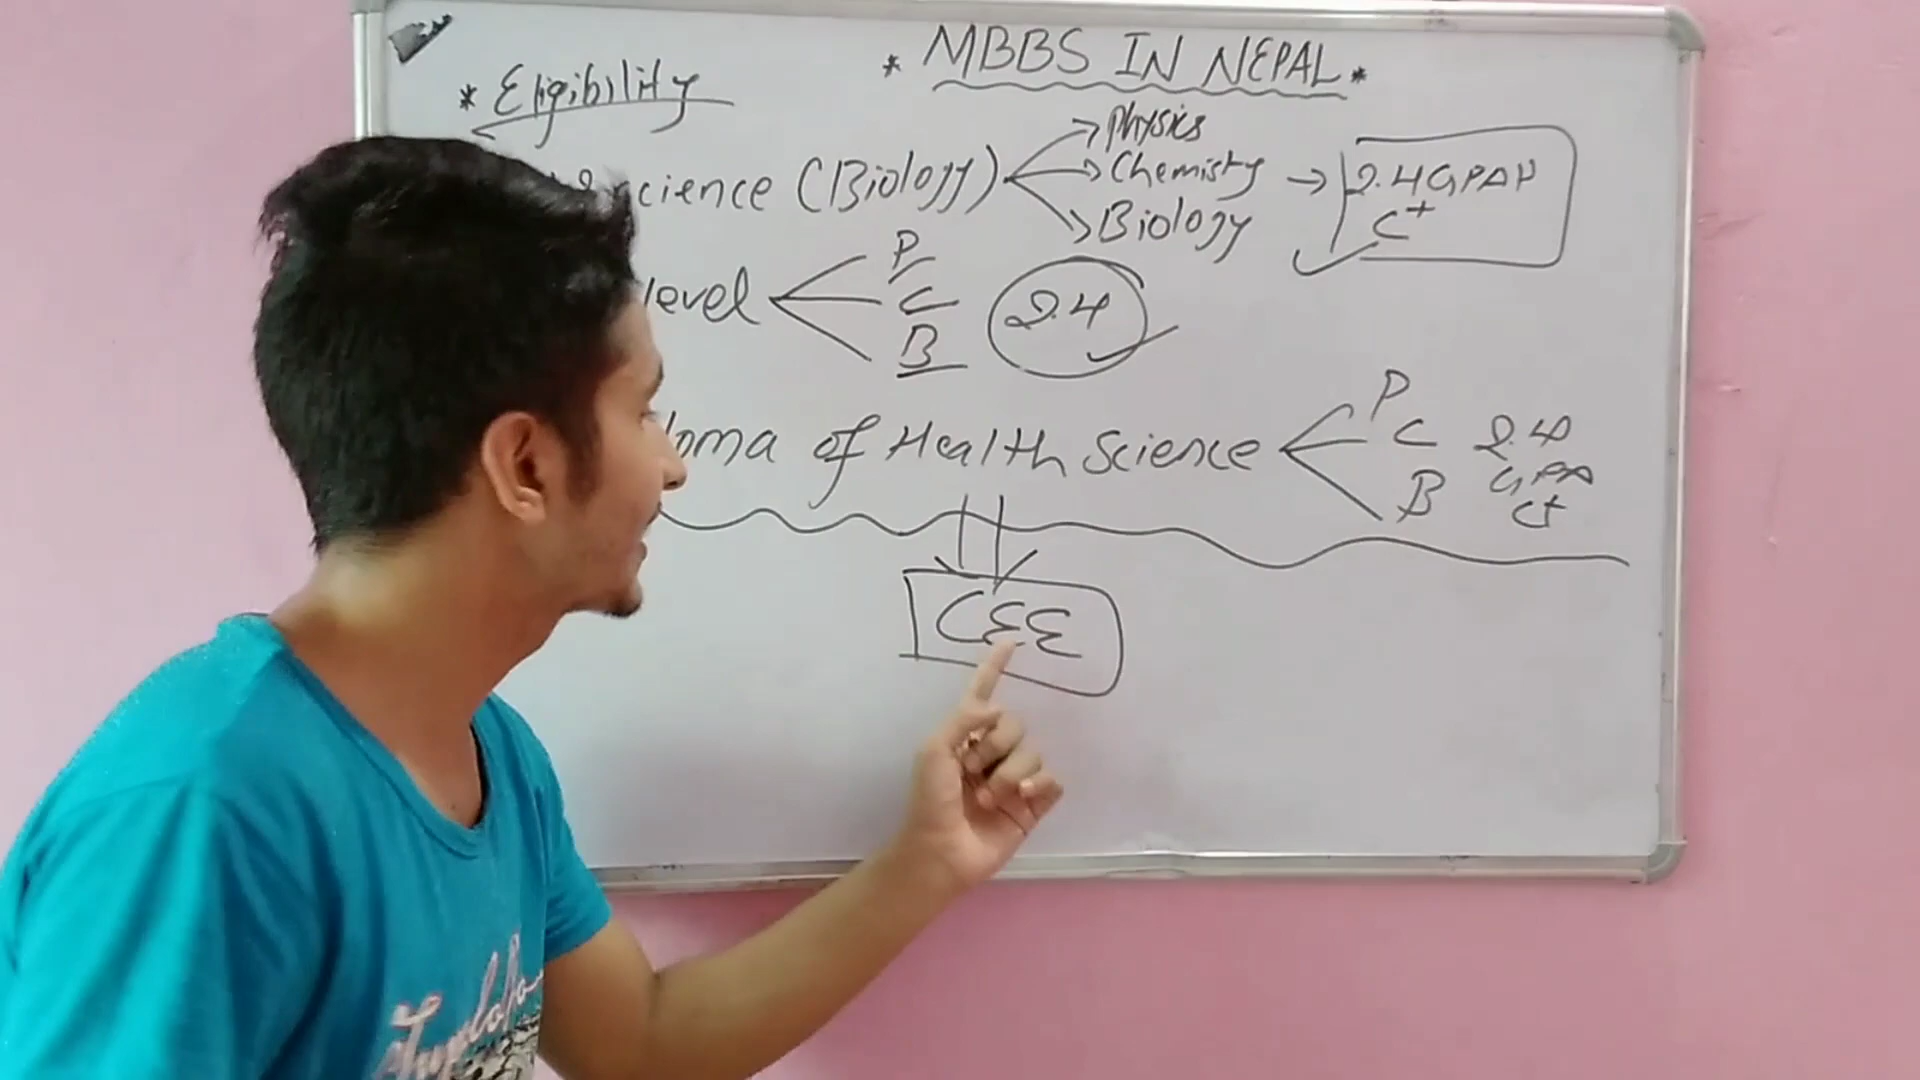 * MBBS IN NEPAL *
* Eligibility
science (Biology) → Physics
→ Chemistry → 2.4 GPA
→ Biology C+
level P
C 2.4
B
loma of Health Science P
C 2.4
B GPA
C+
CEE